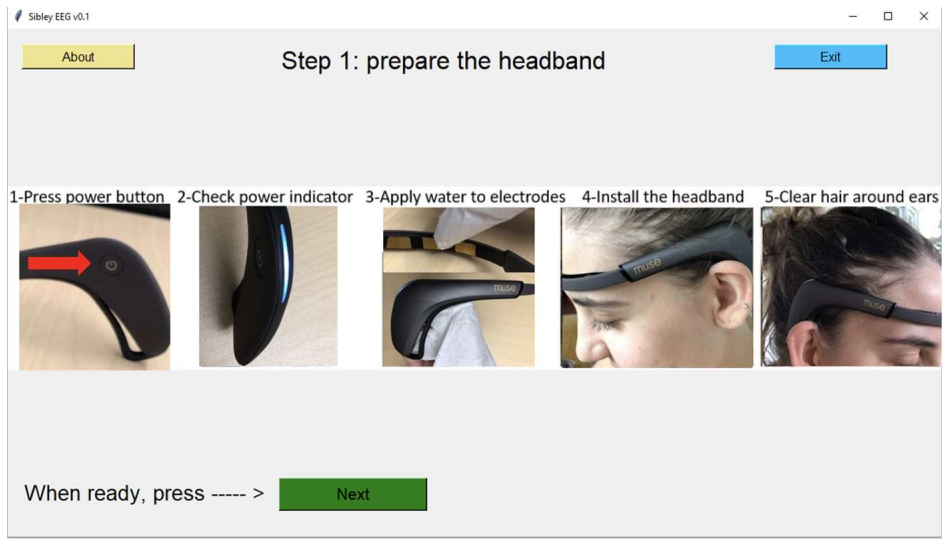 Sibley EEG v0.1
About
Step 1: prepare the headband
Exit
1-Press power button
2-Check power indicator
3-Apply water to electrodes
4-Install the headband
5-Clear hair around ears
muse
muse
muse
When ready, press ----- >
Next